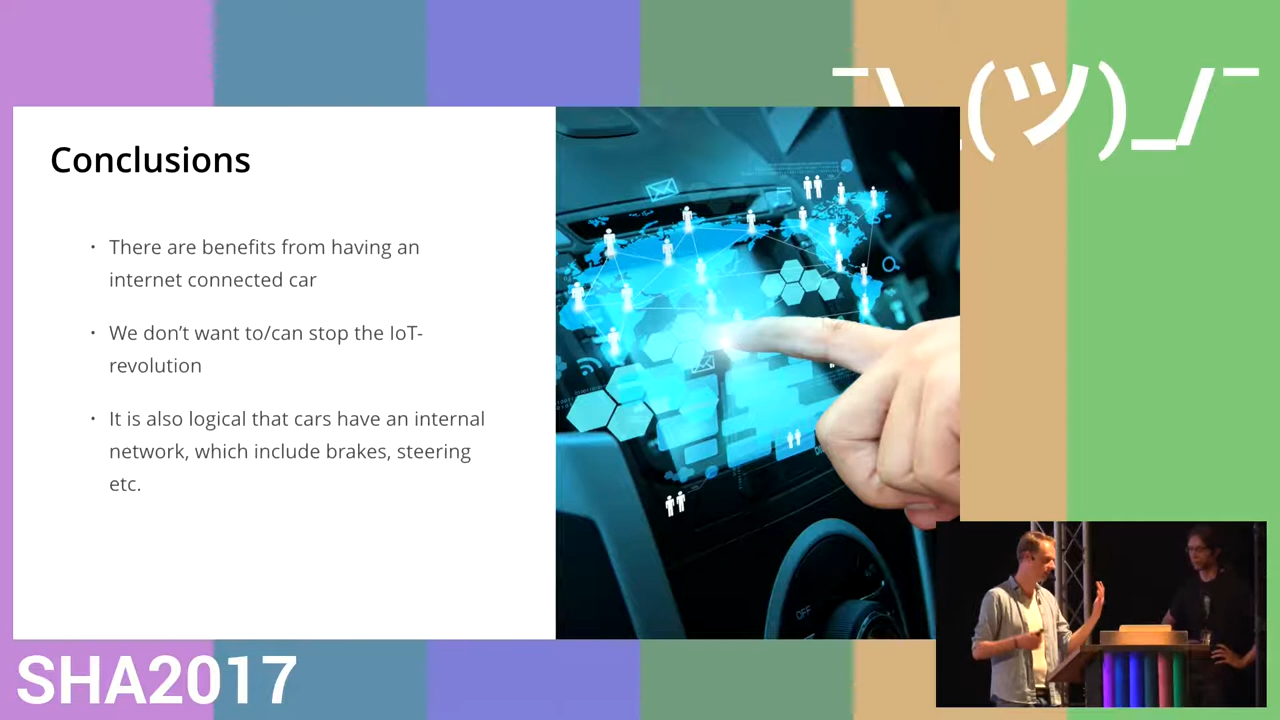 ¯\_(ツ)_/¯
Conclusions
• There are benefits from having an
internet connected car
• We don’t want to/can stop the IoT-
revolution
• It is also logical that cars have an internal
network, which include brakes, steering
etc.
OFF
SHA2017